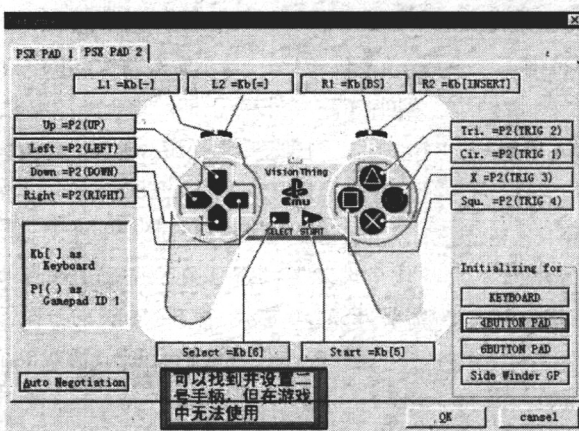 PSX PAD 1 PSX PAD 2
L1 =Kb[-] L2 =Kb[=] R1 =Kb[BS] R2 =Kb[INSERT]
Up =P2(UP)
Left =P2(LEFT)
Down =P2(DOWN)
Right =P2(RIGHT)
Tri. =P2(TRIG 2)
Cir. =P2(TRIG 1)
X =P2(TRIG 3)
Squ. =P2(TRIG 4)
VisionThing
Emu
SELECT START
Kb[ ] as
Keyboard
P1( ) as
Gamepad ID 1
Initializing for
KEYBOARD
4BUTTON PAD
6BUTTON PAD
Side Winder GP
Select =Kb[6] Start =Kb[5]
Auto Negotiation
可以找到并设置二
号手柄，但在游戏
中无法使用
OK cansel